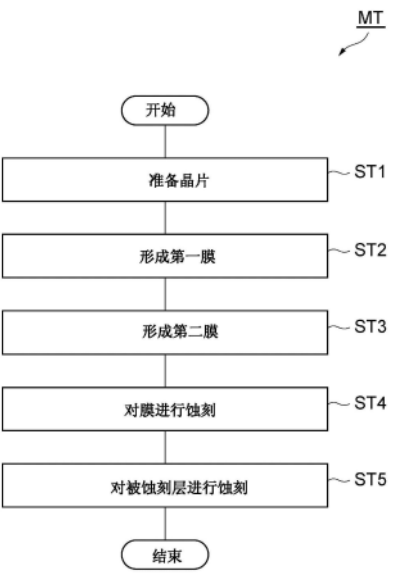 MT
开始
准备晶片 ST1
形成第一膜 ST2
形成第二膜 ST3
对膜进行蚀刻 ST4
对被蚀刻层进行蚀刻 ST5
结束